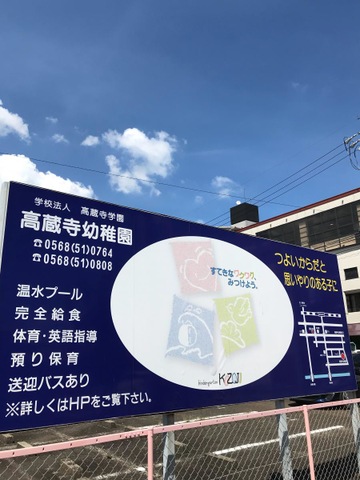 学校法人 高蔵寺学園
高蔵寺幼稚園
☎0568(51)0764
☎0568(51)0808
温水プール
完全給食
体育・英語指導
預り保育
送迎バスあり
※詳しくはHPをご覧下さい。
すてきなワクワク、
みつけよう。
kindergarten KOZOJI
つよいからだと
思いやりのある子に